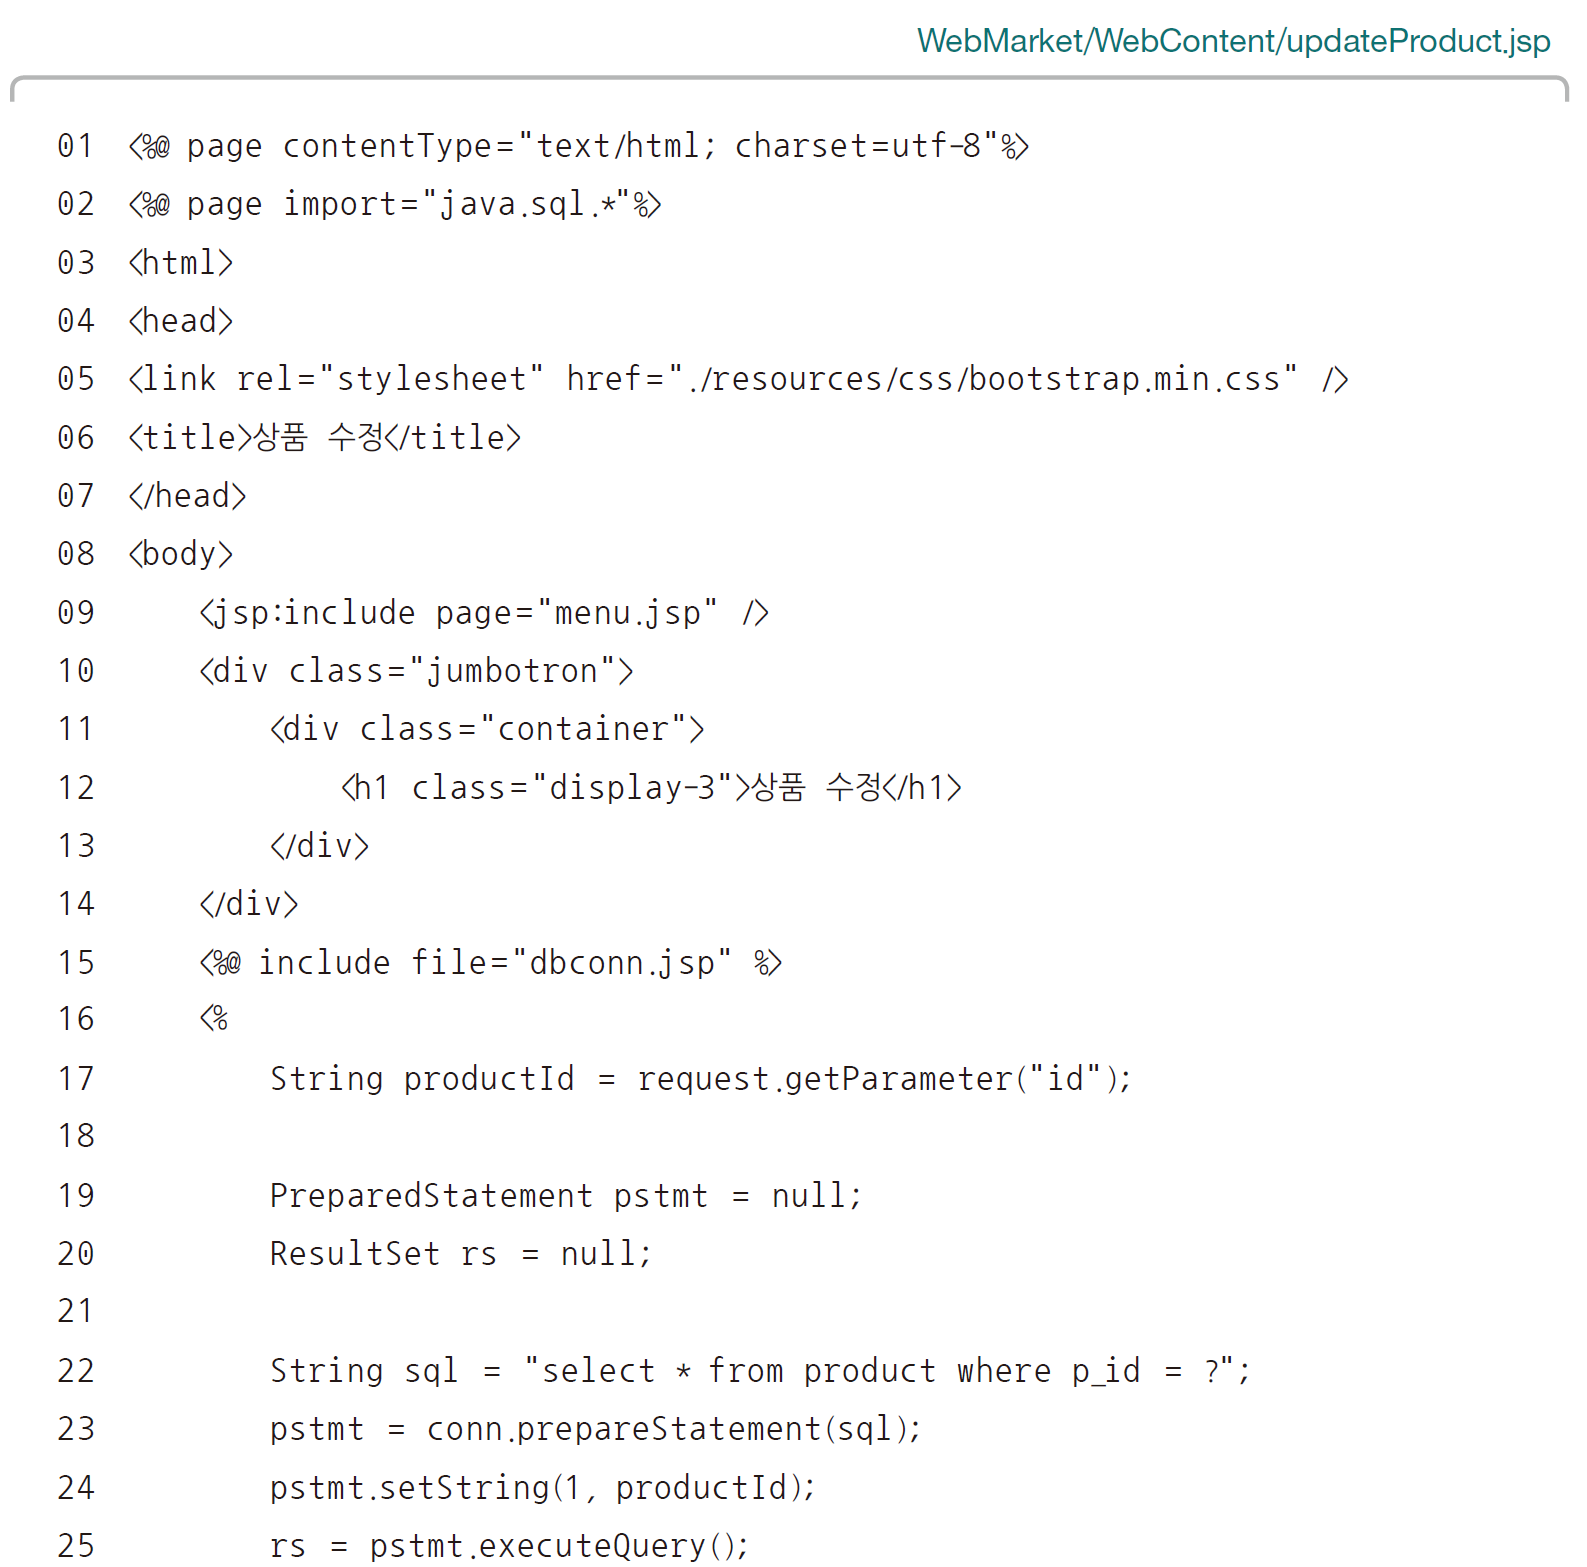 WebMarket/WebContent/updateProduct.jsp
01 <%@ page contentType="text/html; charset=utf-8"%>
02 <%@ page import="java.sql.*"%>
03 <html>
04 <head>
05 <link rel="stylesheet" href="./resources/css/bootstrap.min.css" />
06 <title>상품 수정</title>
07 </head>
08 <body>
09     <jsp:include page="menu.jsp" />
10     <div class="jumbotron">
11         <div class="container">
12             <h1 class="display-3">상품 수정</h1>
13         </div>
14     </div>
15     <%@ include file="dbconn.jsp" %>
16     <%
17         String productId = request.getParameter("id");
18
19         PreparedStatement pstmt = null;
20         ResultSet rs = null;
21
22         String sql = "select * from product where p_id = ?";
23         pstmt = conn.prepareStatement(sql);
24         pstmt.setString(1, productId);
25         rs = pstmt.executeQuery();